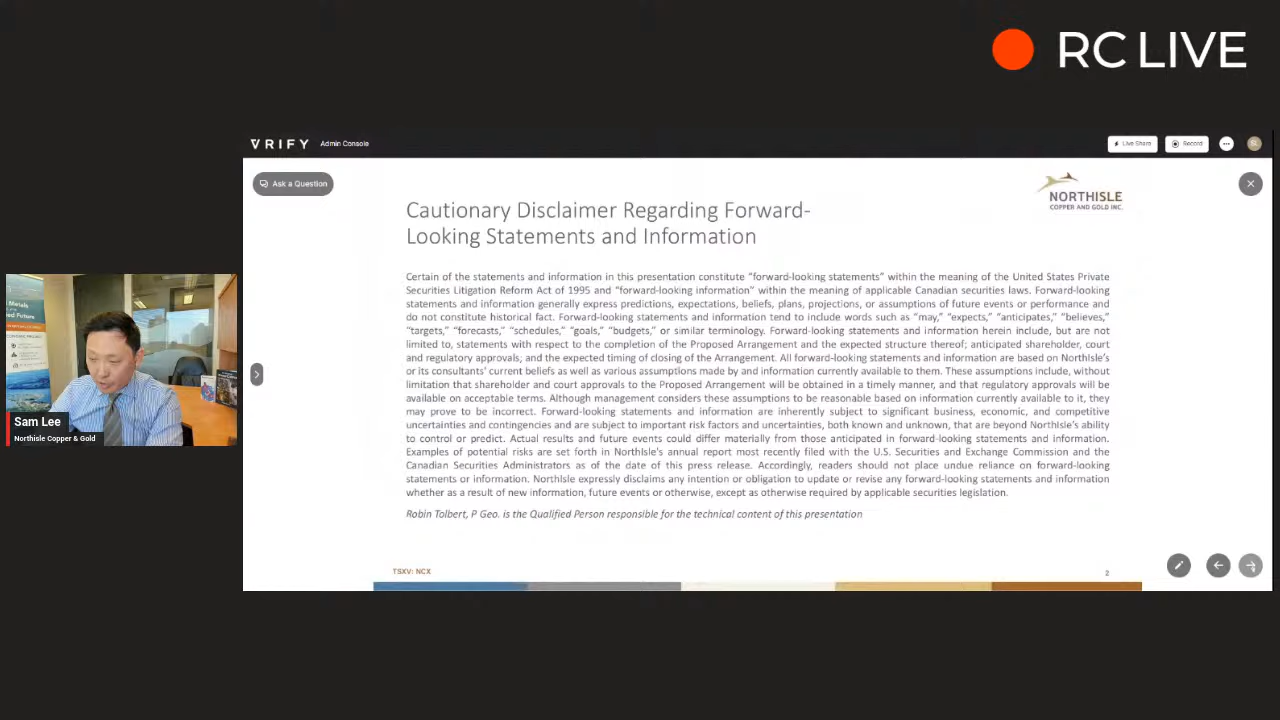 RC LIVE
VRIFY
Admin Console
Live Share
Record
Ask a Question
NORTHISLE
COPPER AND GOLD INC.
Cautionary Disclaimer Regarding Forward-
Looking Statements and Information
Certain of the statements and information in this presentation constitute “forward-looking statements” within the meaning of the United States Private
Securities Litigation Reform Act of 1995 and “forward-looking information” within the meaning of applicable Canadian securities laws. Forward-looking
statements and information generally express predictions, expectations, beliefs, plans, projections, or assumptions of future events or performance and
do not constitute historical fact. Forward-looking statements and information tend to include words such as “may,” “expects,” “anticipates,” “believes,”
“targets,” “forecasts,” “schedules,” “goals,” “budgets,” or similar terminology. Forward-looking statements and information herein include, but are not
limited to, statements with respect to the completion of the Proposed Arrangement and the expected structure thereof; anticipated shareholder, court
and regulatory approvals; and the expected timing of closing of the Arrangement. All forward-looking statements and information are based on NorthIsle’s
or its consultants’ current beliefs as well as various assumptions made by and information currently available to them. These assumptions include, without
limitation that shareholder and court approvals to the Proposed Arrangement will be obtained in a timely manner, and that regulatory approvals will be
available on acceptable terms. Although management considers these assumptions to be reasonable based on information currently available to it, they
may prove to be incorrect. Forward-looking statements and information are inherently subject to significant business, economic, and competitive
uncertainties and contingencies and are subject to important risk factors and uncertainties, both known and unknown, that are beyond NorthIsle’s ability
to control or predict. Actual results and future events could differ materially from those anticipated in forward-looking statements and information.
Examples of potential risks are set forth in NorthIsle’s annual report most recently filed with the U.S. Securities and Exchange Commission and the
Canadian Securities Administrators as of the date of this press release. Accordingly, readers should not place undue reliance on forward-looking
statements or information. NorthIsle expressly disclaims any intention or obligation to update or revise any forward-looking statements and information
whether as a result of new information, future events or otherwise, except as otherwise required by applicable securities legislation.
Robin Tolbert, P Geo. is the Qualified Person responsible for the technical content of this presentation
TSXV: NCX
2
Sam Lee
Northisle Copper & Gold